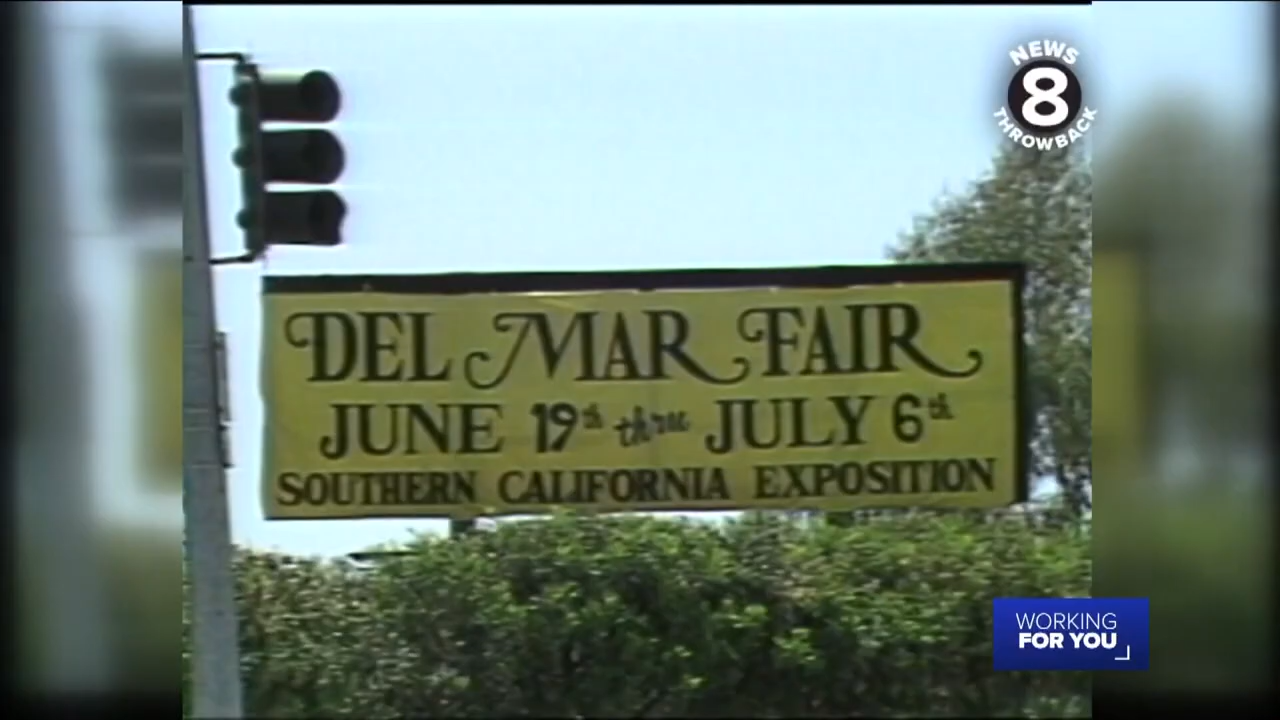 NEWS
8
THROWBACK
DEL MAR FAIR
JUNE 19th thru JULY 6th
SOUTHERN CALIFORNIA EXPOSITION
WORKING
FOR YOU